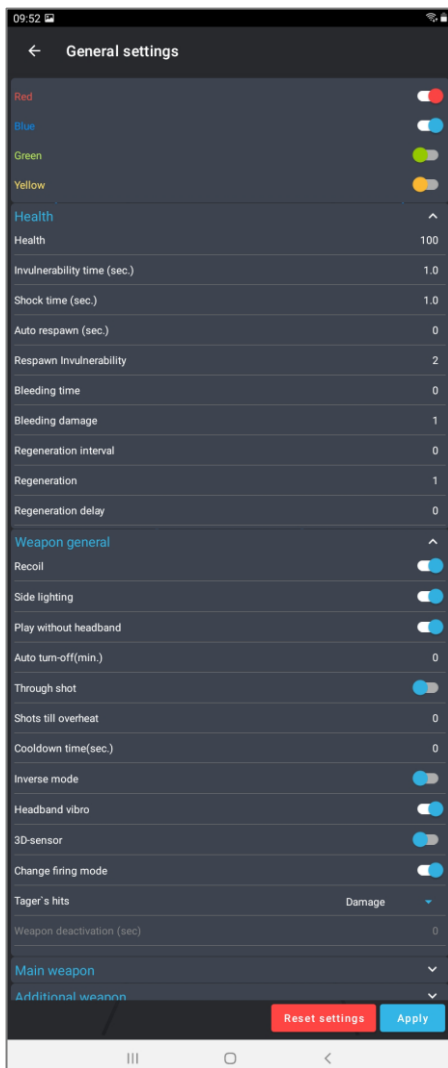 09:52
General settings
Red
Blue
Green
Yellow
Health
Health 100
Invulnerability time (sec.) 1.0
Shock time (sec.) 1.0
Auto respawn (sec.) 0
Respawn Invulnerability 2
Bleeding time 0
Bleeding damage 1
Regeneration interval 0
Regeneration 1
Regeneration delay 0
Weapon general
Recoil
Side lighting
Play without headband
Auto turn-off(min.) 0
Through shot
Shots till overheat 0
Cooldown time(sec.) 0
Inverse mode
Headband vibro
3D-sensor
Change firing mode
Tager`s hits Damage
Weapon deactivation (sec) 0
Main weapon
Additional weapon
Reset settings Apply